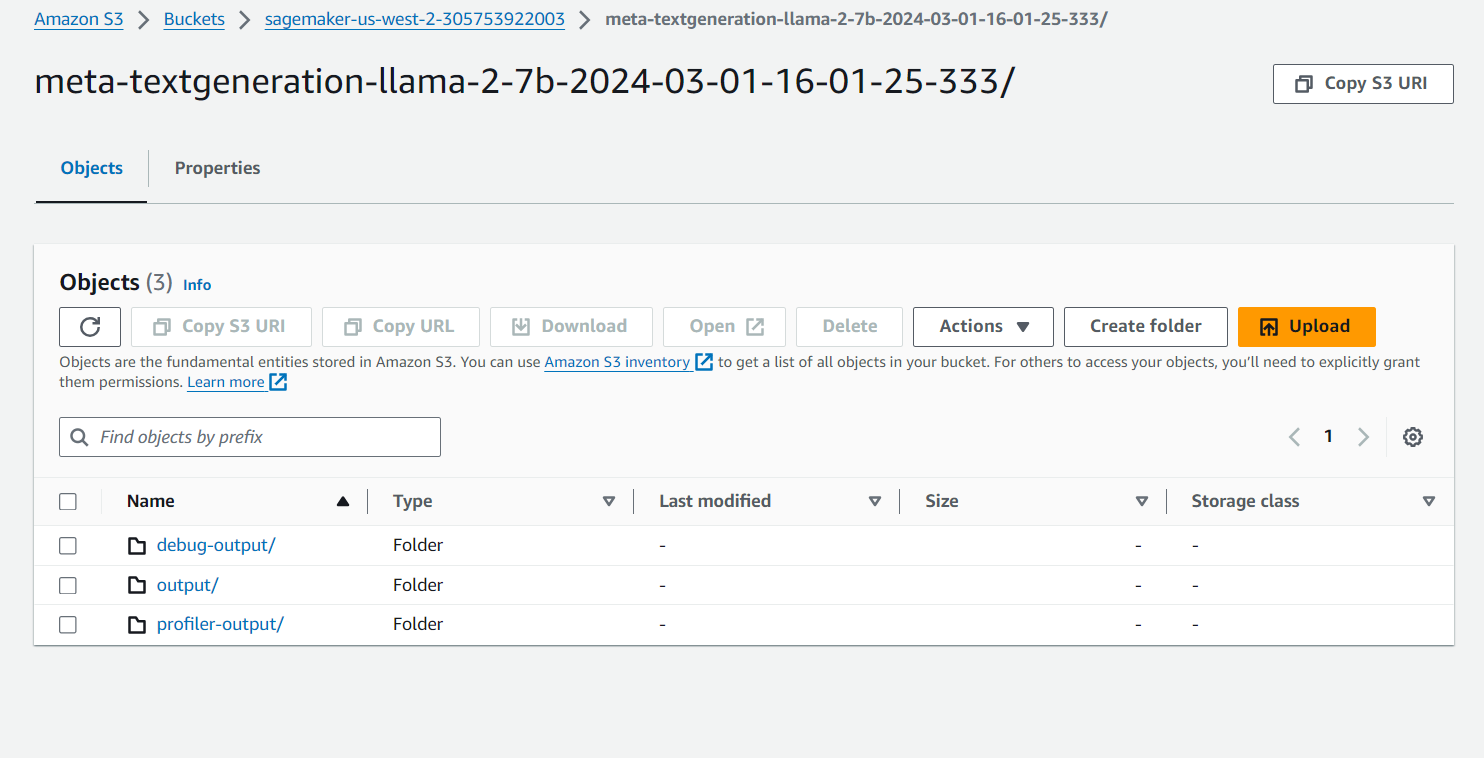 Amazon S3 > Buckets > sagemaker-us-west-2-305753922003 > meta-textgeneration-llama-2-7b-2024-03-01-16-01-25-333/
meta-textgeneration-llama-2-7b-2024-03-01-16-01-25-333/
Copy S3 URI
Objects Properties
Objects (3) Info
Copy S3 URI Copy URL Download Open Delete Actions Create folder Upload
Objects are the fundamental entities stored in Amazon S3. You can use Amazon S3 inventory to get a list of all objects in your bucket. For others to access your objects, you’ll need to explicitly grant
them permissions. Learn more
Find objects by prefix
1
Name Type Last modified Size Storage class
debug-output/ Folder - - -
output/ Folder - - -
profiler-output/ Folder - - -